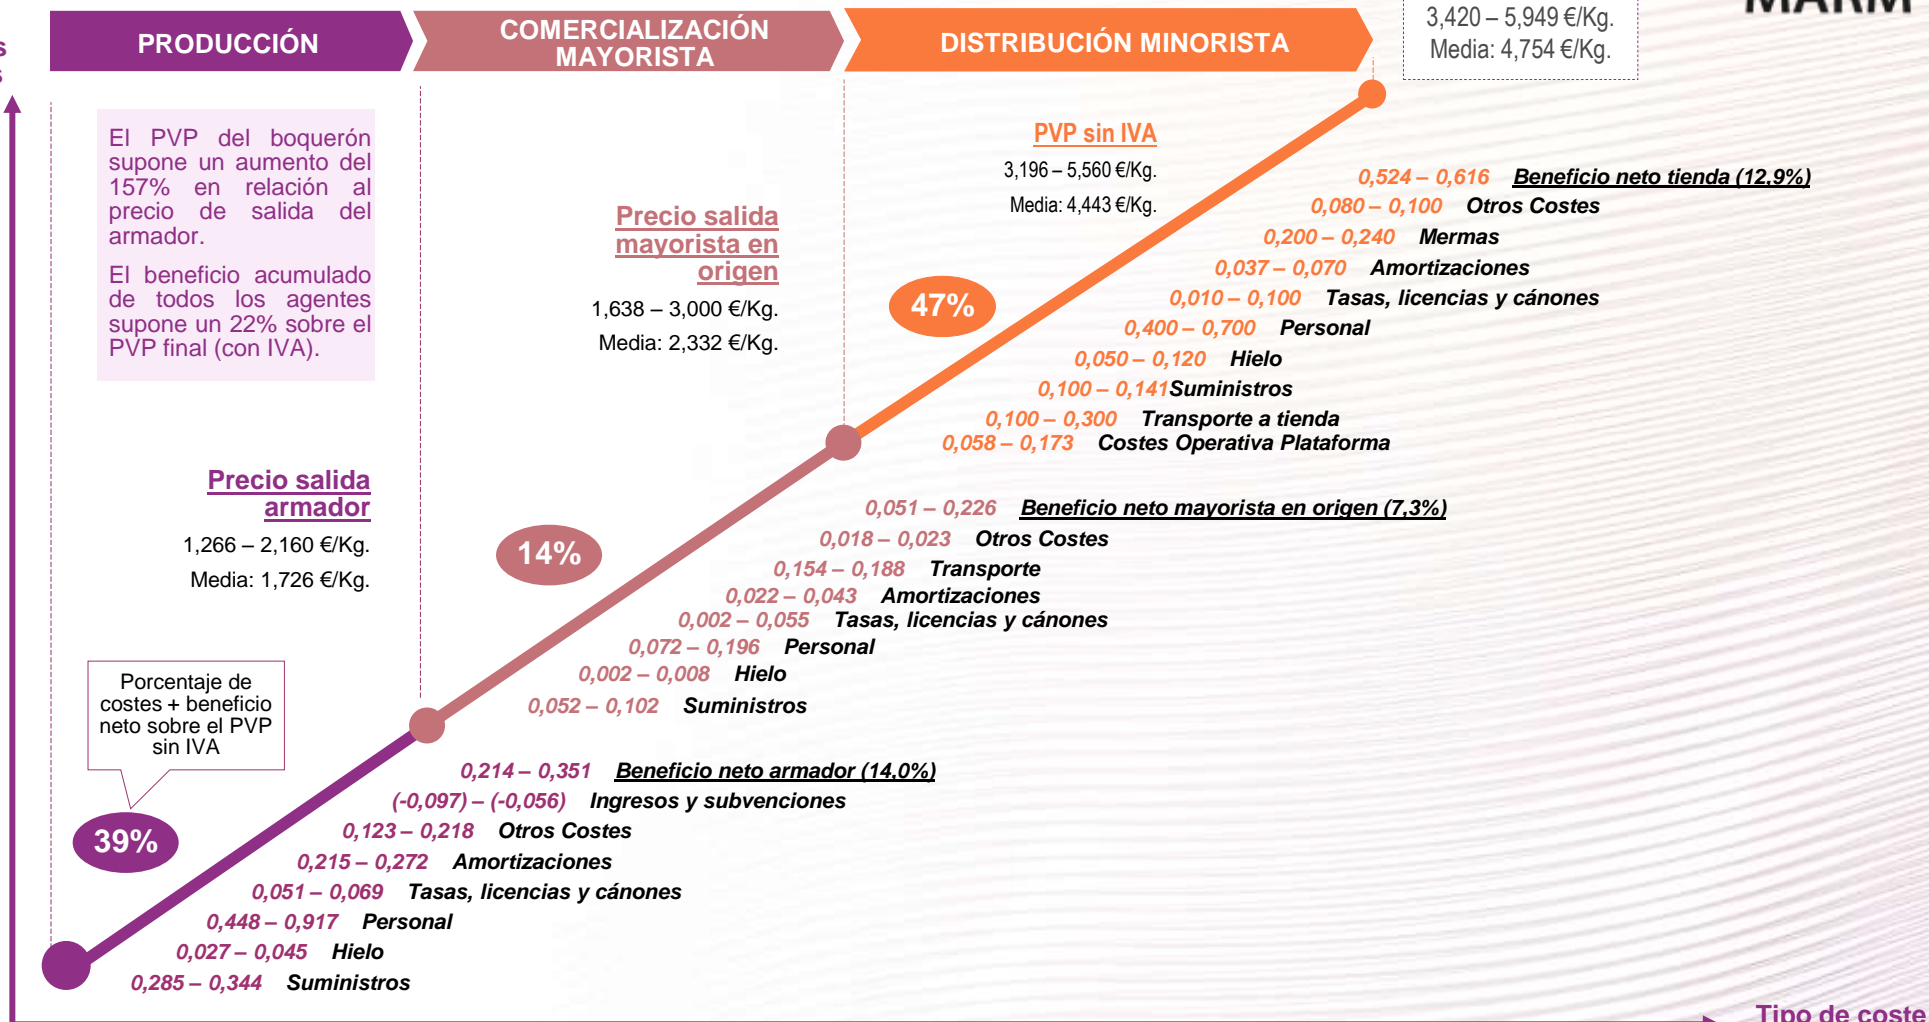 MARM
PRODUCCIÓN
COMERCIALIZACIÓN
MAYORISTA
DISTRIBUCIÓN MINORISTA
3,420 – 5,949 €/Kg.
Media: 4,754 €/Kg.
El PVP del boquerón
supone un aumento del
157% en relación al
precio de salida del
armador.
El beneficio acumulado
de todos los agentes
supone un 22% sobre el
PVP final (con IVA).
PVP sin IVA
3,196 – 5,560 €/Kg.
Media: 4,443 €/Kg.
Precio salida
mayorista en
origen
1,638 – 3,000 €/Kg.
Media: 2,332 €/Kg.
47%
0,524 – 0,616 Beneficio neto tienda (12,9%)
0,080 – 0,100 Otros Costes
0,200 – 0,240 Mermas
0,037 – 0,070 Amortizaciones
0,010 – 0,100 Tasas, licencias y cánones
0,400 – 0,700 Personal
0,050 – 0,120 Hielo
0,100 – 0,141Suministros
0,100 – 0,300 Transporte a tienda
0,058 – 0,173 Costes Operativa Plataforma
Precio salida
armador
1,266 – 2,160 €/Kg.
Media: 1,726 €/Kg.
14%
0,051 – 0,226 Beneficio neto mayorista en origen (7,3%)
0,018 – 0,023 Otros Costes
0,154 – 0,188 Transporte
0,022 – 0,043 Amortizaciones
0,002 – 0,055 Tasas, licencias y cánones
0,072 – 0,196 Personal
0,002 – 0,008 Hielo
0,052 – 0,102 Suministros
Porcentaje de
costes + beneficio
neto sobre el PVP
sin IVA
39%
0,214 – 0,351 Beneficio neto armador (14,0%)
(-0,097) – (-0,056) Ingresos y subvenciones
0,123 – 0,218 Otros Costes
0,215 – 0,272 Amortizaciones
0,051 – 0,069 Tasas, licencias y cánones
0,448 – 0,917 Personal
0,027 – 0,045 Hielo
0,285 – 0,344 Suministros
Tipo de coste